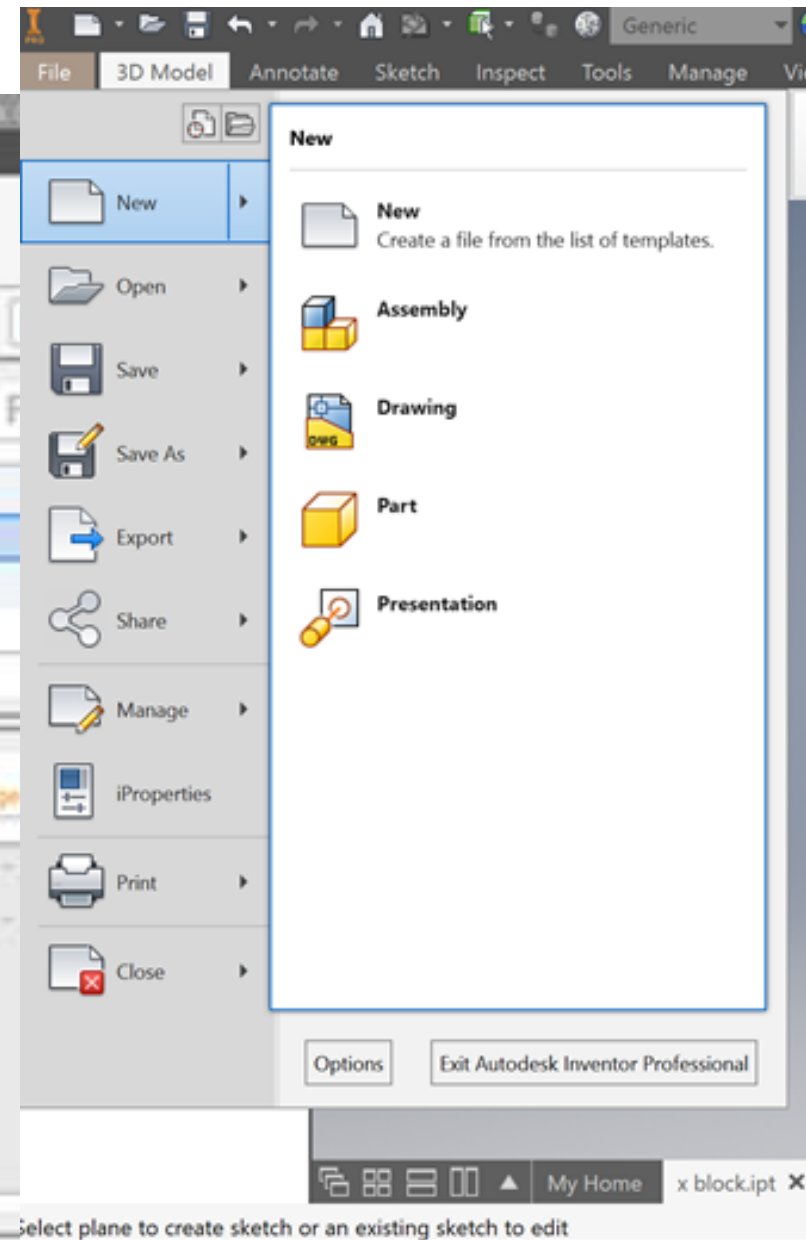 PRO
Generic
File 3D Model Annotate Sketch Inspect Tools Manage
New
New
New
Create a file from the list of templates.
Open
Assembly
Save
Drawing
DWG
Save As
Part
Export
Presentation
Share
Manage
iProperties
Print
Close
Options Exit Autodesk Inventor Professional
My Home x block.ipt
Select plane to create sketch or an existing sketch to edit